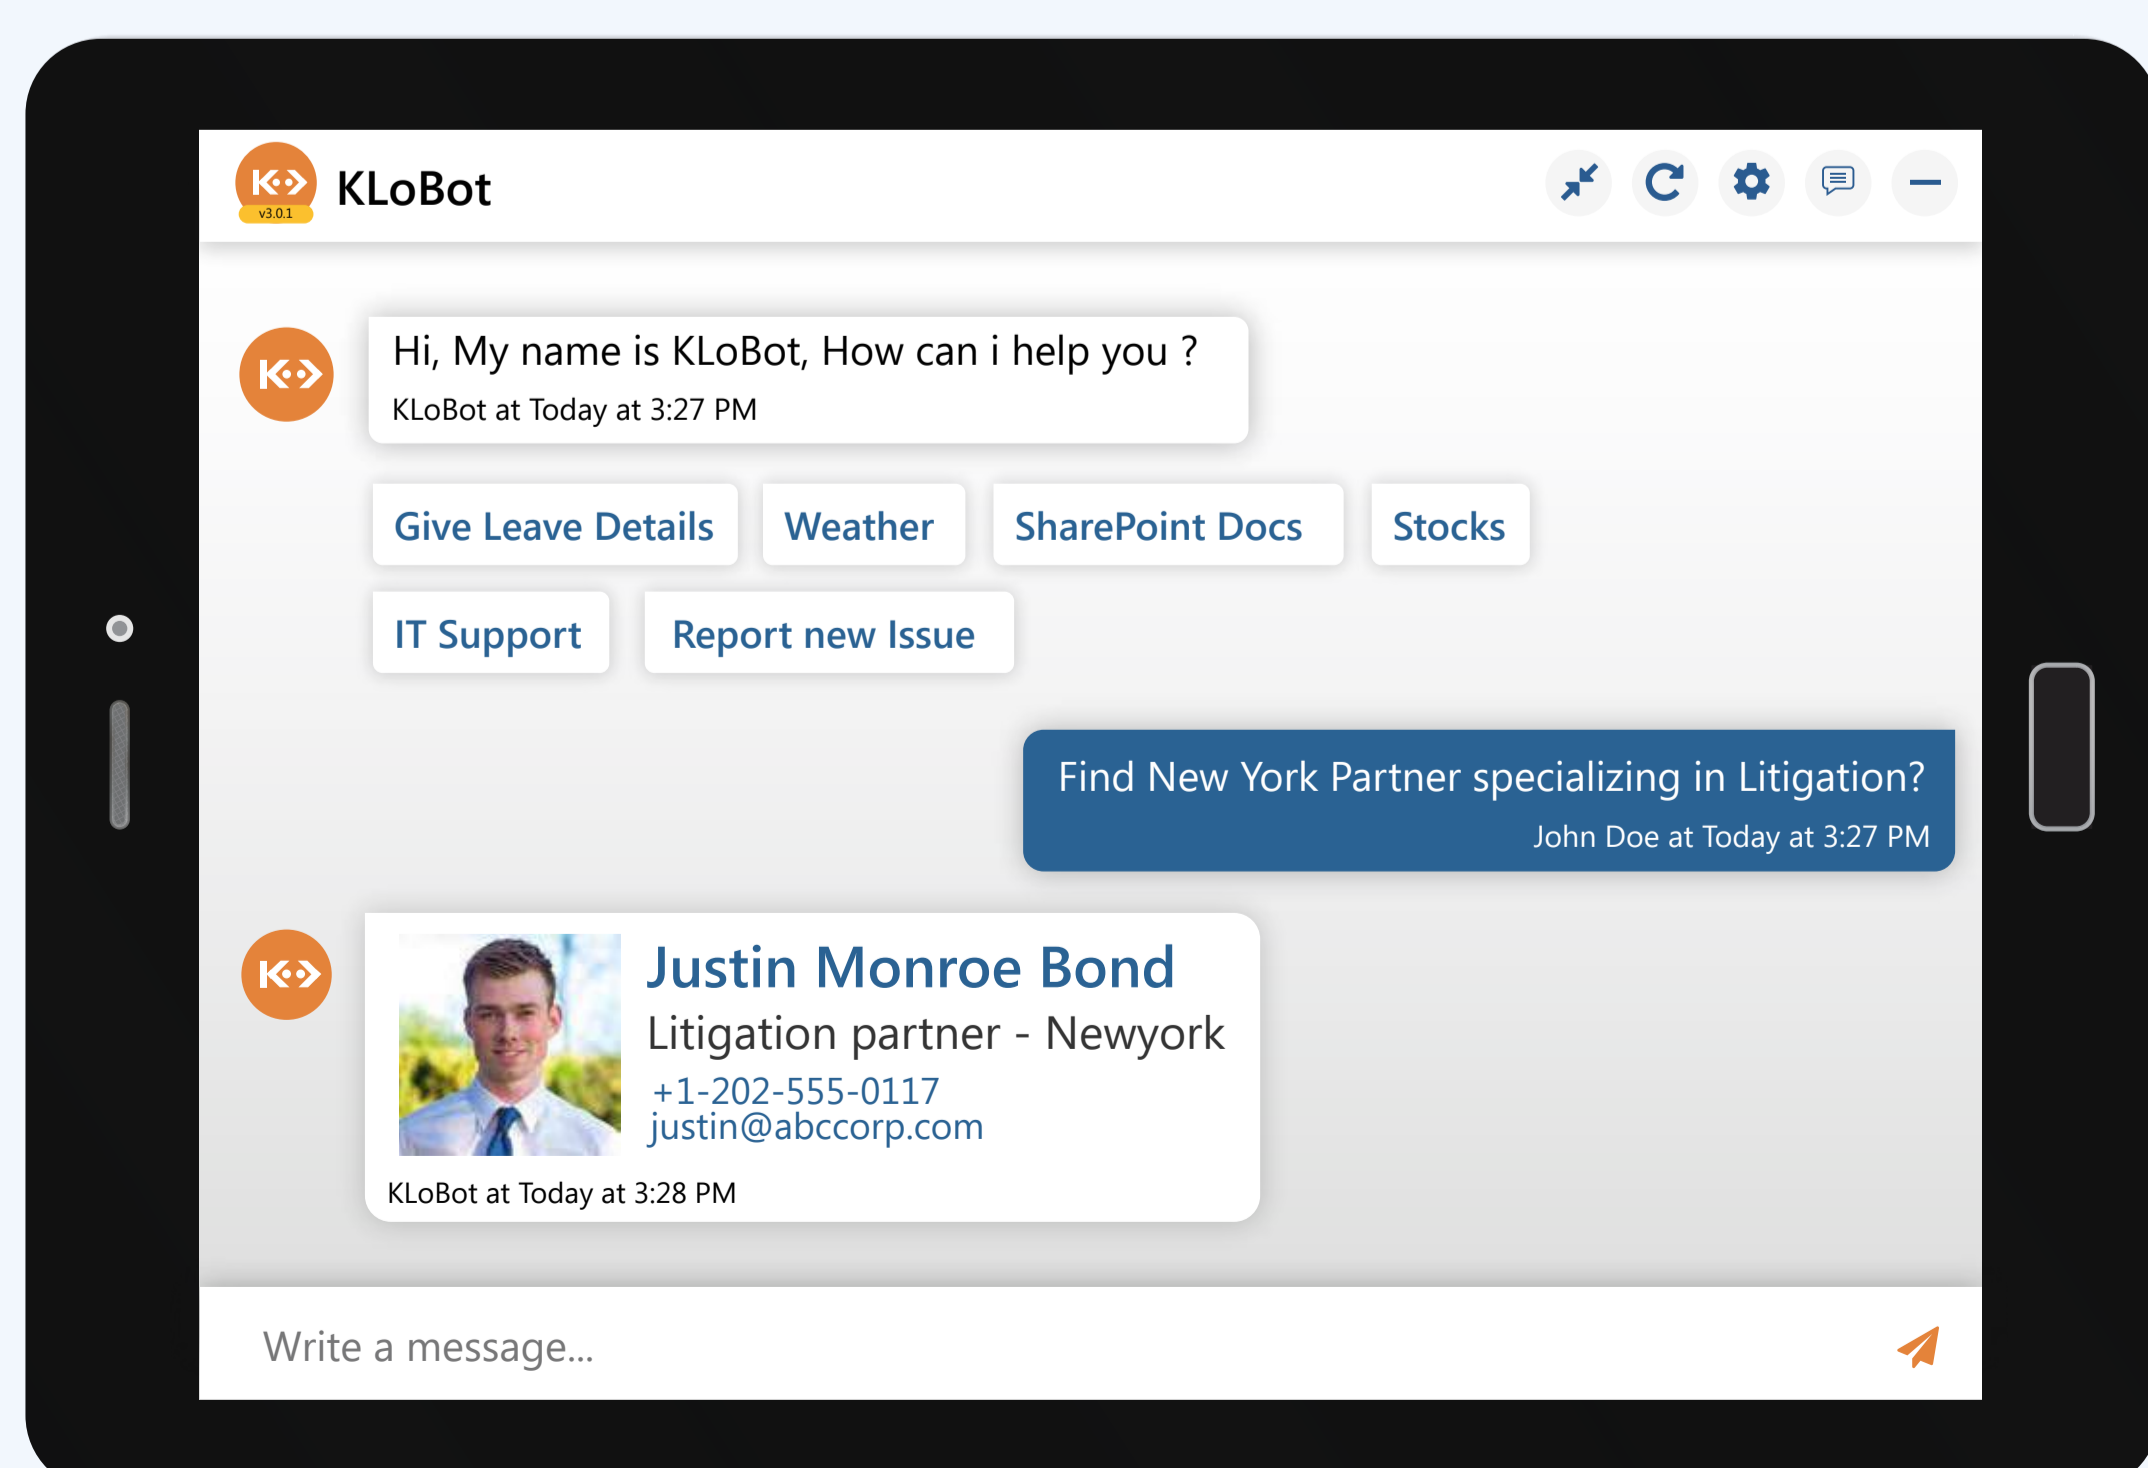 K
v3.0.1
KLoBot
Hi, My name is KLoBot, How can i help you ?
KLoBot at Today at 3:27 PM
Give Leave Details
Weather
SharePoint Docs
Stocks
IT Support
Report new Issue
Find New York Partner specializing in Litigation?
John Doe at Today at 3:27 PM
Justin Monroe Bond
Litigation partner - Newyork
+1-202-555-0117
justin@abccorp.com
KLoBot at Today at 3:28 PM
Write a message...